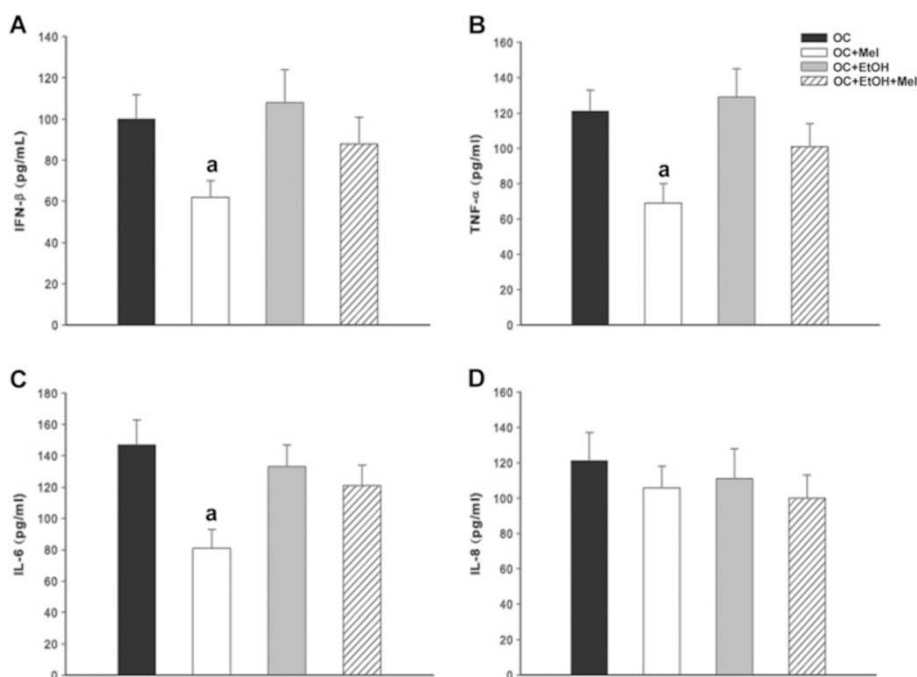 A
IFN-β (pg/mL)
140
120
100
80
60
40
20
0
a
B
TNF-α (pg/ml)
160
140
120
100
80
60
40
20
0
a
OC
OC+Mel
OC+EtOH
OC+EtOH+Mel
C
IL-6 (pg/ml)
180
160
140
120
100
80
60
40
20
0
a
D
IL-8 (pg/ml)
160
140
120
100
80
60
40
20
0